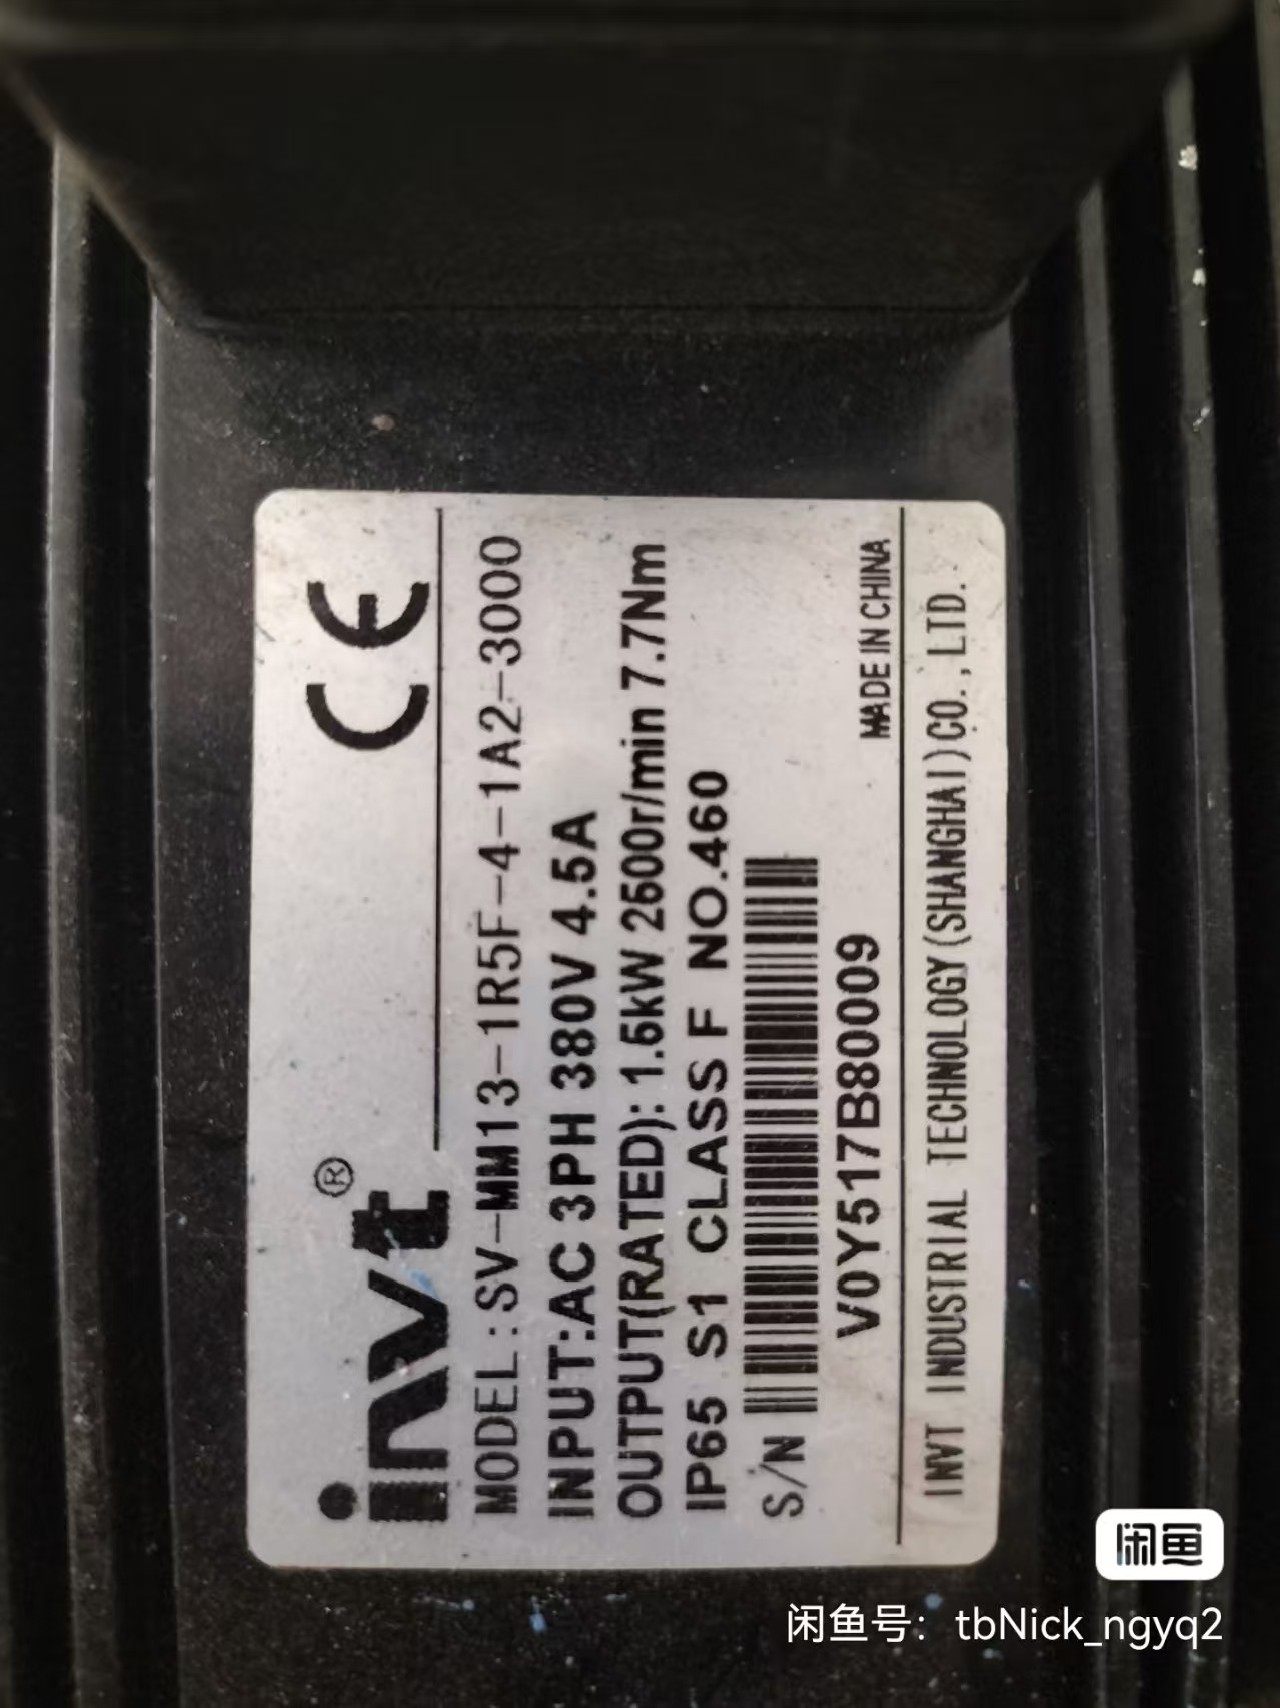 invt®
CE
MODEL:SV-MM13-1R5F-4-1A2-3000
INPUT:AC 3PH 380V 4.5A
OUTPUT(RATED): 1.5kW 2500r/min 7.7Nm
IP65 S1 CLASS F NO.460
S/N
V0Y517B80009
MADE IN CHINA
INVT INDUSTRIAL TECHNOLOGY(SHANGHAI)CO.,LTD.
闲鱼
闲鱼号：tbNick_ngyq2